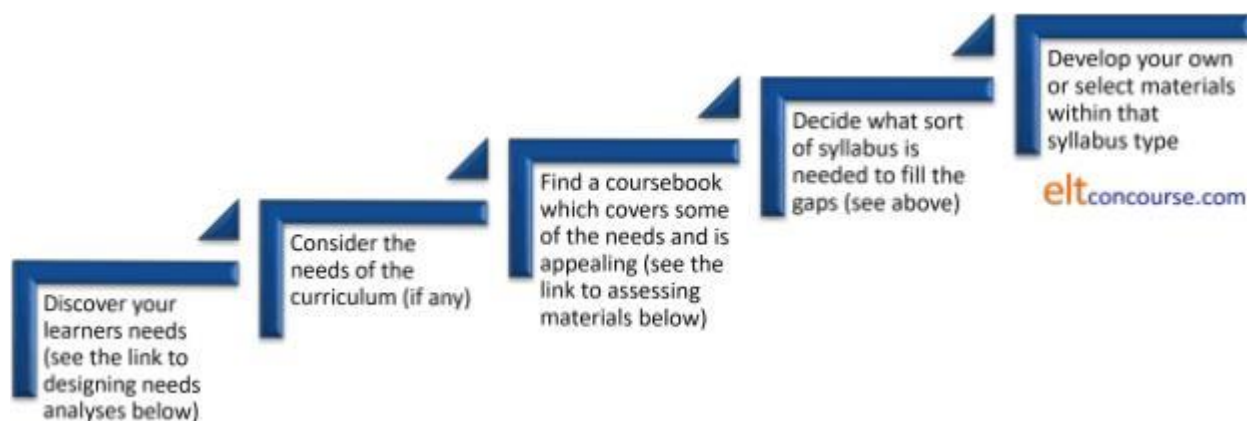 Discover your
learners needs
(see the link to
designing needs
analyses below)
Consider the
needs of the
curriculum (if any)
Find a coursebook
which covers some
of the needs and is
appealing (see the
link to assessing
materials below)
Decide what sort
of syllabus is
needed to fill the
gaps (see above)
Develop your own
or select materials
within that
syllabus type
eltconcourse.com